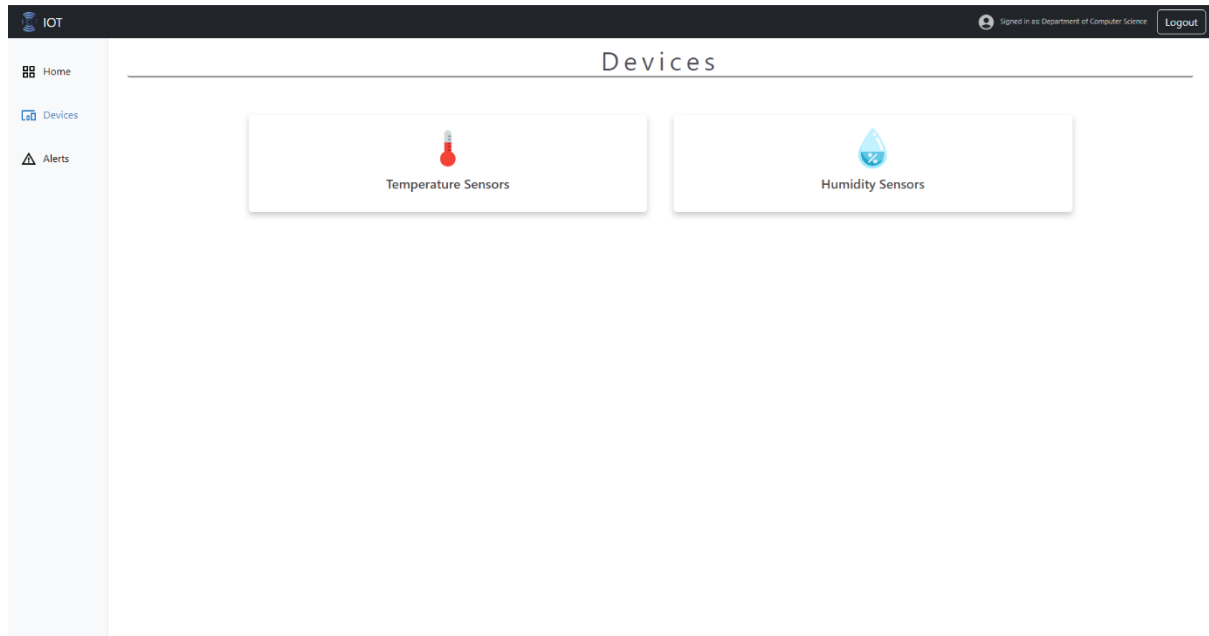 IOT
Signed in as: Department of Computer Science
Logout
Home
Devices
Alerts
Devices
Temperature Sensors
%
Humidity Sensors